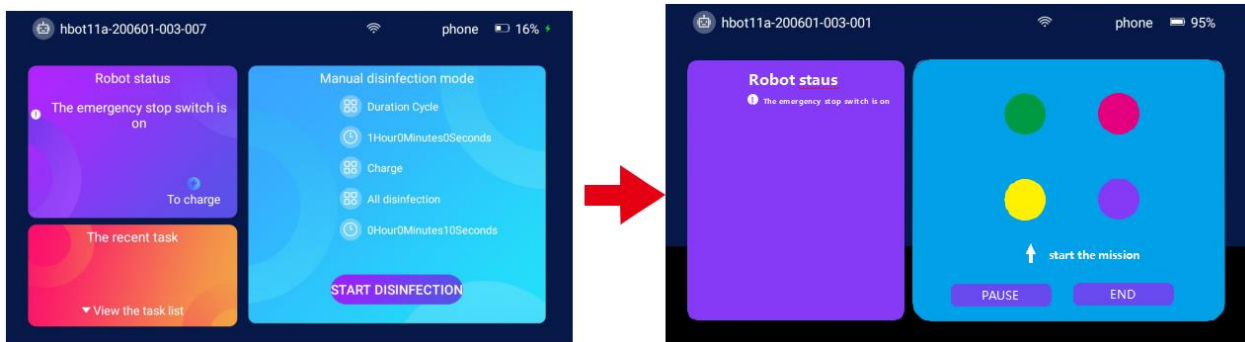 hbot11a-200601-003-007
phone
16%
Robot status
The emergency stop switch is
on
To charge
The recent task
View the task list
Manual disinfection mode
Duration Cycle
1Hour0Minutes0Seconds
Charge
All disinfection
0Hour0Minutes10Seconds
START DISINFECTION
hbot11a-200601-003-001
phone
95%
Robot staus
The emergency stop switch is on
start the mission
PAUSE
END